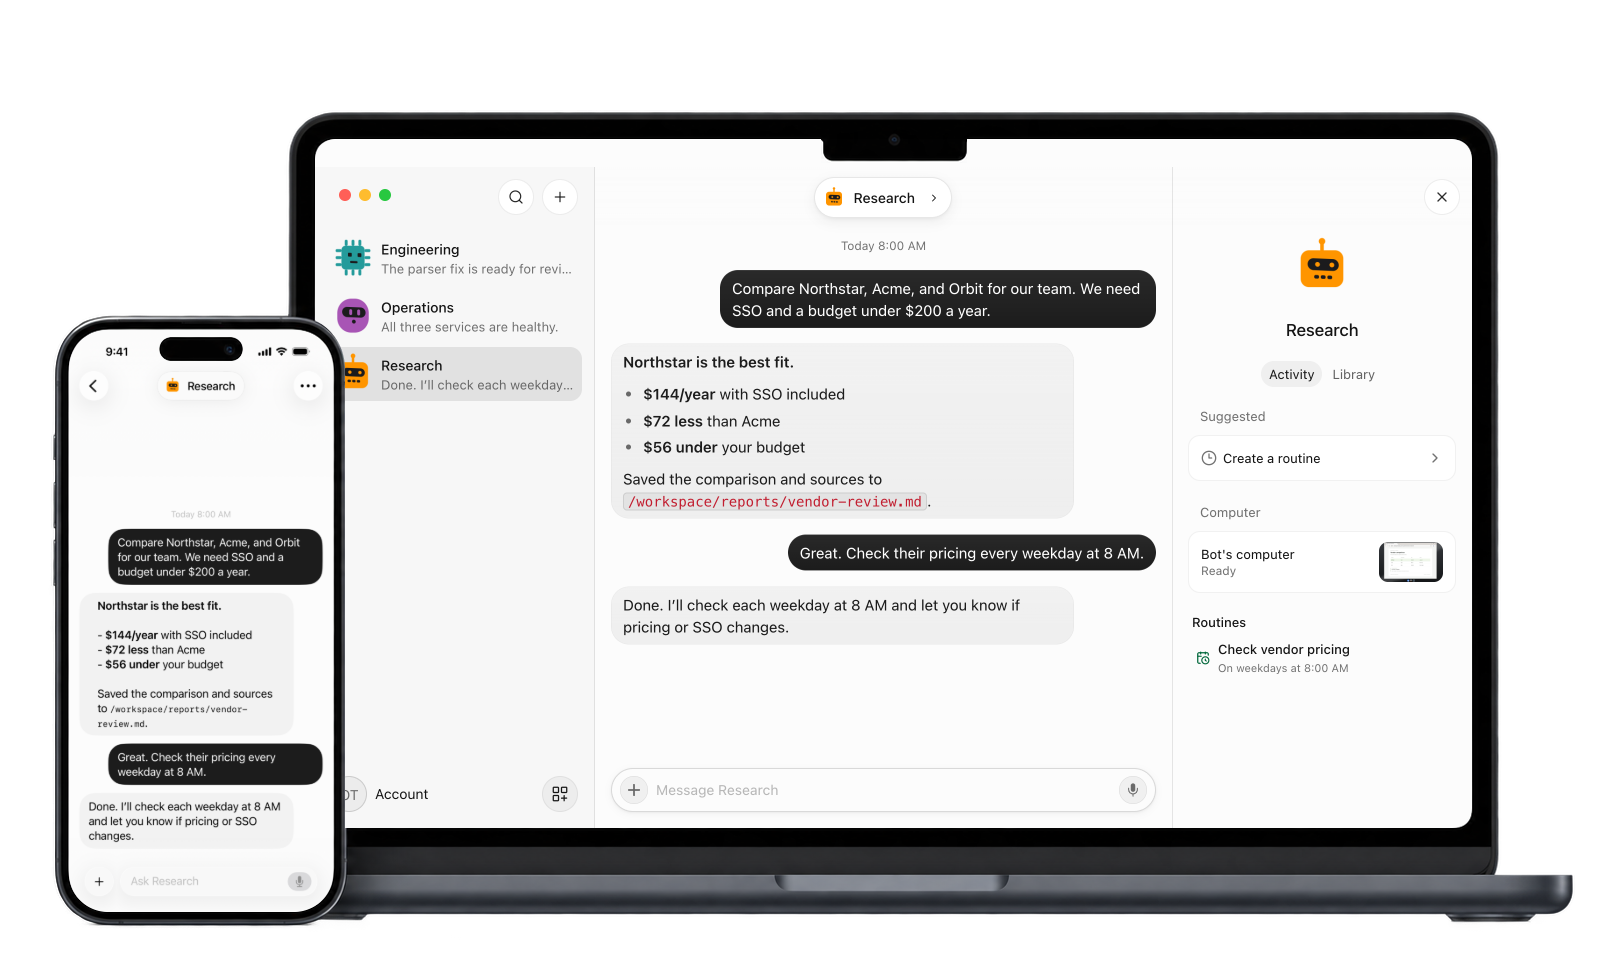 Engineering
The parser fix is ready for revi...
Operations
All three services are healthy.
Research
Done. I'll check each weekday...
Account
Research
Today 8:00 AM
Compare Northstar, Acme, and Orbit for our team. We need
SSO and a budget under $200 a year.
Northstar is the best fit.
• $144/year with SSO included
• $72 less than Acme
• $56 under your budget
Saved the comparison and sources to
/workspace/reports/vendor-review.md.
Great. Check their pricing every weekday at 8 AM.
Done. I'll check each weekday at 8 AM and let you know if
pricing or SSO changes.
Message Research
Research
Activity Library
Suggested
Create a routine
Computer
Bot's computer
Ready
Routines
Check vendor pricing
On weekdays at 8:00 AM
9:41
Research
Today 8:00 AM
Compare Northstar, Acme, and Orbit
for our team. We need SSO and a
budget under $200 a year.
Northstar is the best fit.
- $144/year with SSO included
- $72 less than Acme
- $56 under your budget
Saved the comparison and sources
to /workspace/reports/vendor-
review.md.
Great. Check their pricing every
weekday at 8 AM.
Done. I'll check each weekday at 8 AM
and let you know if pricing or SSO
changes.
Ask Research